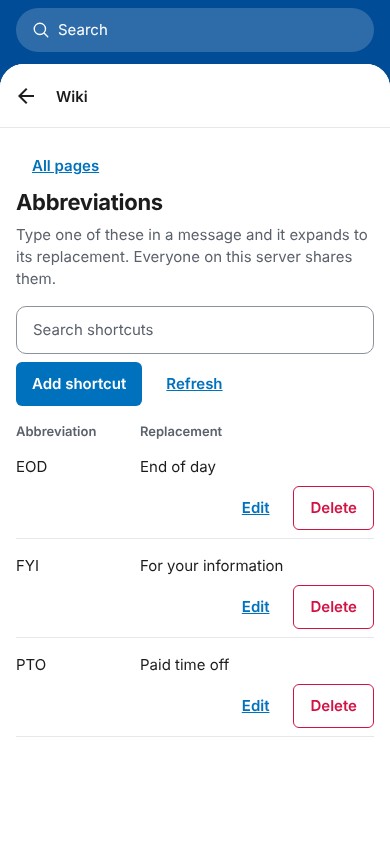 Search
Wiki
All pages
Abbreviations
Type one of these in a message and it expands to
its replacement. Everyone on this server shares
them.
Search shortcuts
Add shortcut Refresh
Abbreviation Replacement
EOD End of day
Edit Delete
FYI For your information
Edit Delete
PTO Paid time off
Edit Delete